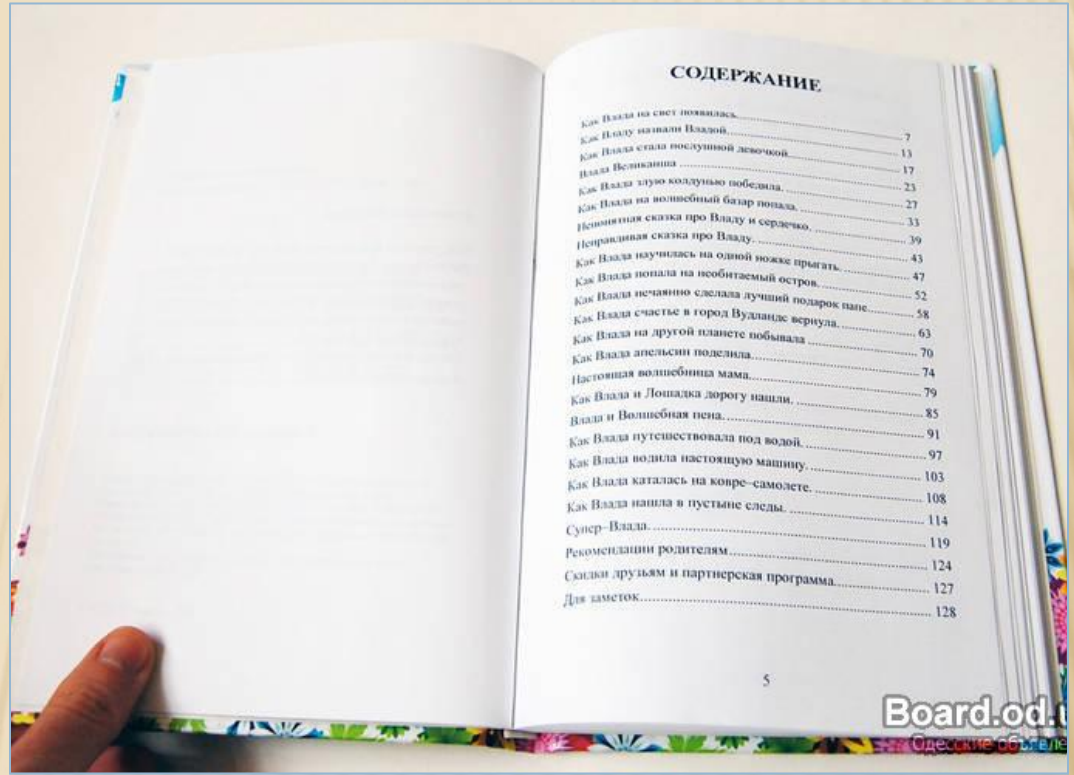 СОДЕРЖАНИЕ
Как Влада на свет появилась. 7
Как Владу назвали Владой. 13
Как Влада стала послушной девочкой. 17
Влада Великанша 23
Как Влада злую колдунью победила. 27
Как Влада на волшебный базар попала. 33
Непонятная сказка про Владу и сердечко. 39
Неправдивая сказка про Владу. 43
Как Влада научилась на одной ножке прыгать. 47
Как Влада попала на необитаемый остров. 52
Как Влада нечаянно сделала лучший подарок папе. 58
Как Влада счастье в город Вудландс вернула. 63
Как Влада на другой планете побывала 70
Как Влада апельсин поделила. 74
Настоящая волшебница мама. 79
Как Влада и Лошадка дорогу нашли. 85
Влада и Волшебная пена. 91
Как Влада путешествовала под водой. 97
Как Влада водила настоящую машину. 103
Как Влада каталась на ковре–самолете. 108
Как Влада нашла в пустыне следы. 114
Супер–Влада. 119
Рекомендации родителям 124
Скидки друзьям и партнерская программа. 127
Для заметок. 128
5
Board.od.u
Одесские объявле